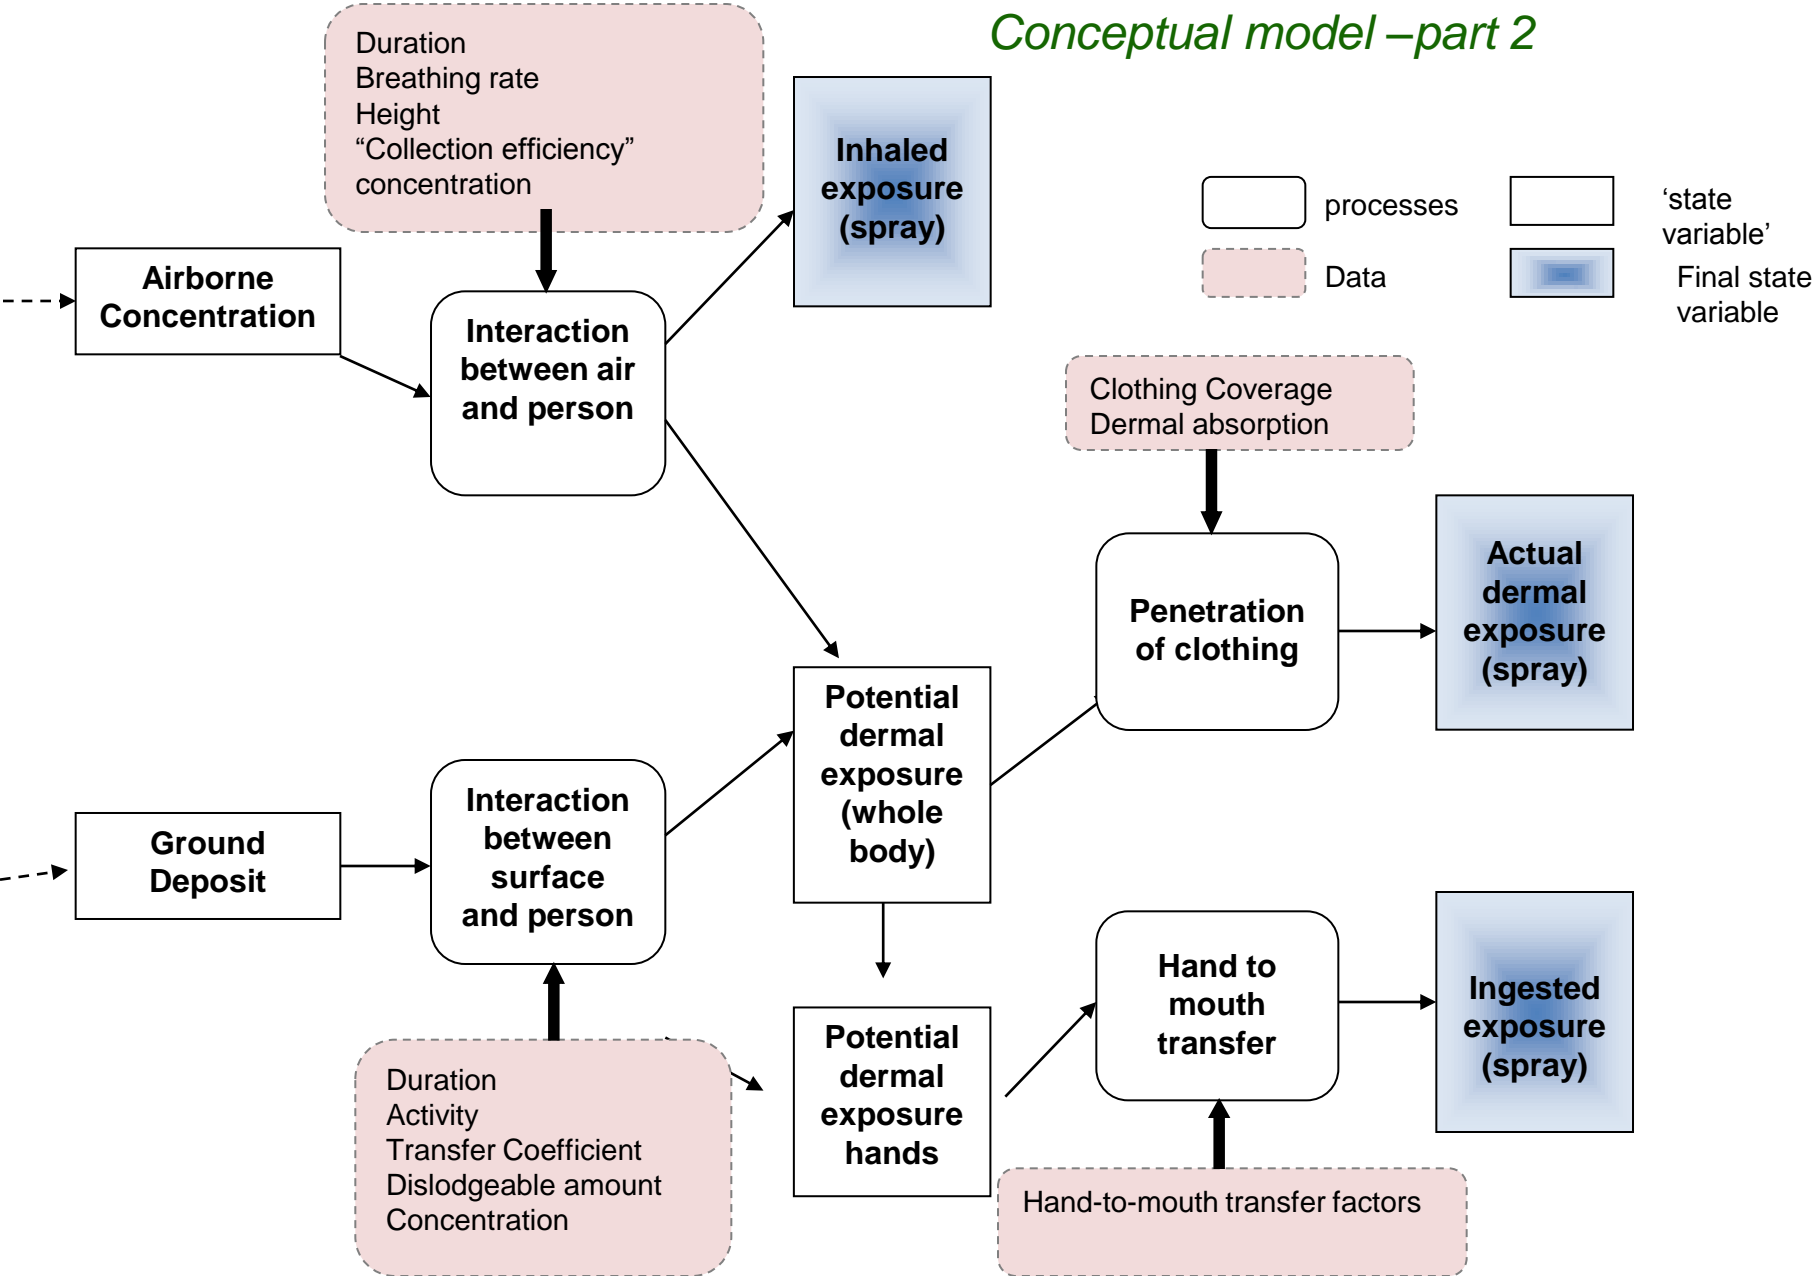 Conceptual model –part 2
Duration
Breathing rate
Height
“Collection efficiency”
concentration
Inhaled
exposure
(spray)
processes
‘state
variable’
Data
Final state
variable
Airborne
Concentration
Interaction
between air
and person
Clothing Coverage
Dermal absorption
Penetration
of clothing
Actual
dermal
exposure
(spray)
Potential
dermal
exposure
(whole
body)
Ground
Deposit
Interaction
between
surface
and person
Hand to
mouth
transfer
Ingested
exposure
(spray)
Potential
dermal
exposure
hands
Duration
Activity
Transfer Coefficient
Dislodgeable amount
Concentration
Hand-to-mouth transfer factors